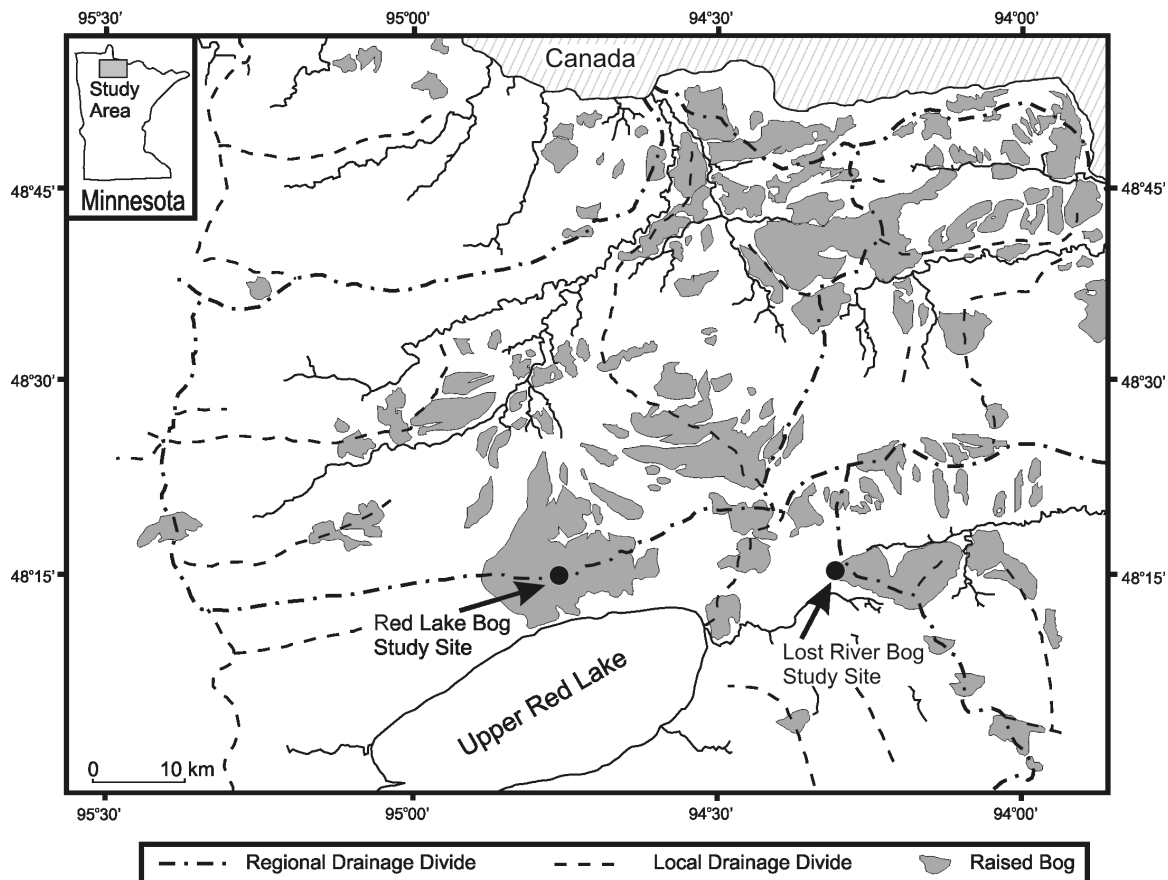 95°30'
95°00'
94°30'
94°00'
Canada
Study
Area
Minnesota
48°45'
48°45'
48°30'
48°30'
48°15'
48°15'
Red Lake Bog
Study Site
Lost River Bog
Study Site
Upper Red Lake
0 10 km
95°30'
95°00'
94°30'
94°00'
Regional Drainage Divide Local Drainage Divide Raised Bog